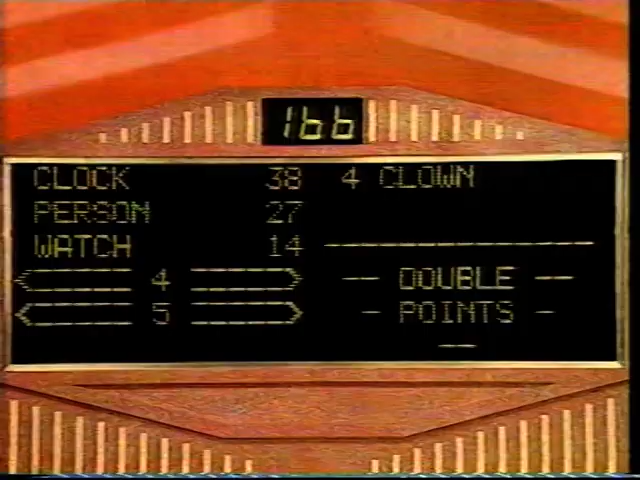 166
CLOCK 38
PERSON 27
WATCH 14
4
5
4 CLOWN
DOUBLE
POINTS